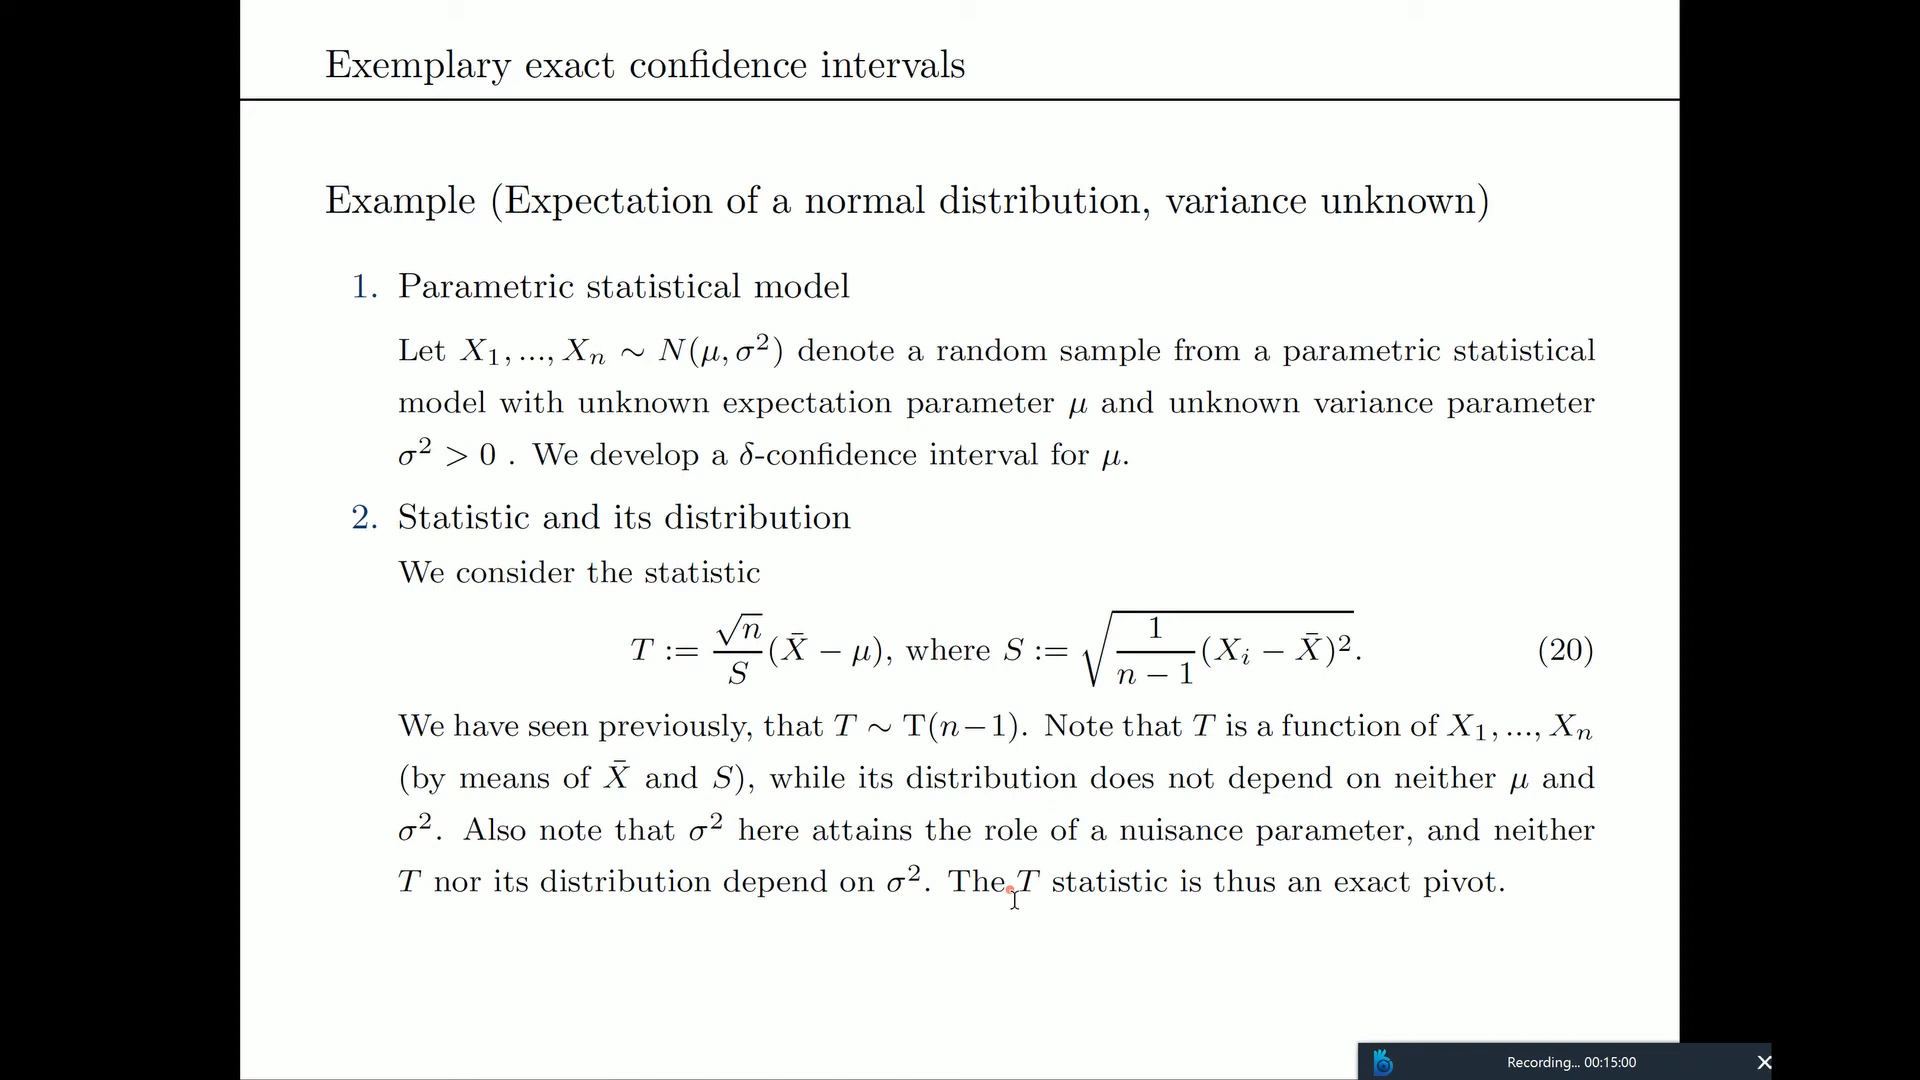 Exemplary exact confidence intervals
Example (Expectation of a normal distribution, variance unknown)
1. Parametric statistical model
Let X₁, ..., Xₙ ∼ N(μ, σ²) denote a random sample from a parametric statistical
model with unknown expectation parameter μ and unknown variance parameter
σ² > 0 . We develop a δ-confidence interval for μ.
2. Statistic and its distribution
We consider the statistic
T := √n/S (X̄ − μ), where S := √(1/(n − 1) (Xᵢ − X̄)²). (20)
We have seen previously, that T ∼ T(n−1). Note that T is a function of X₁, ..., Xₙ
(by means of X̄ and S), while its distribution does not depend on neither μ and
σ². Also note that σ² here attains the role of a nuisance parameter, and neither
T nor its distribution depend on σ². The T statistic is thus an exact pivot.
Recording... 00:15:00